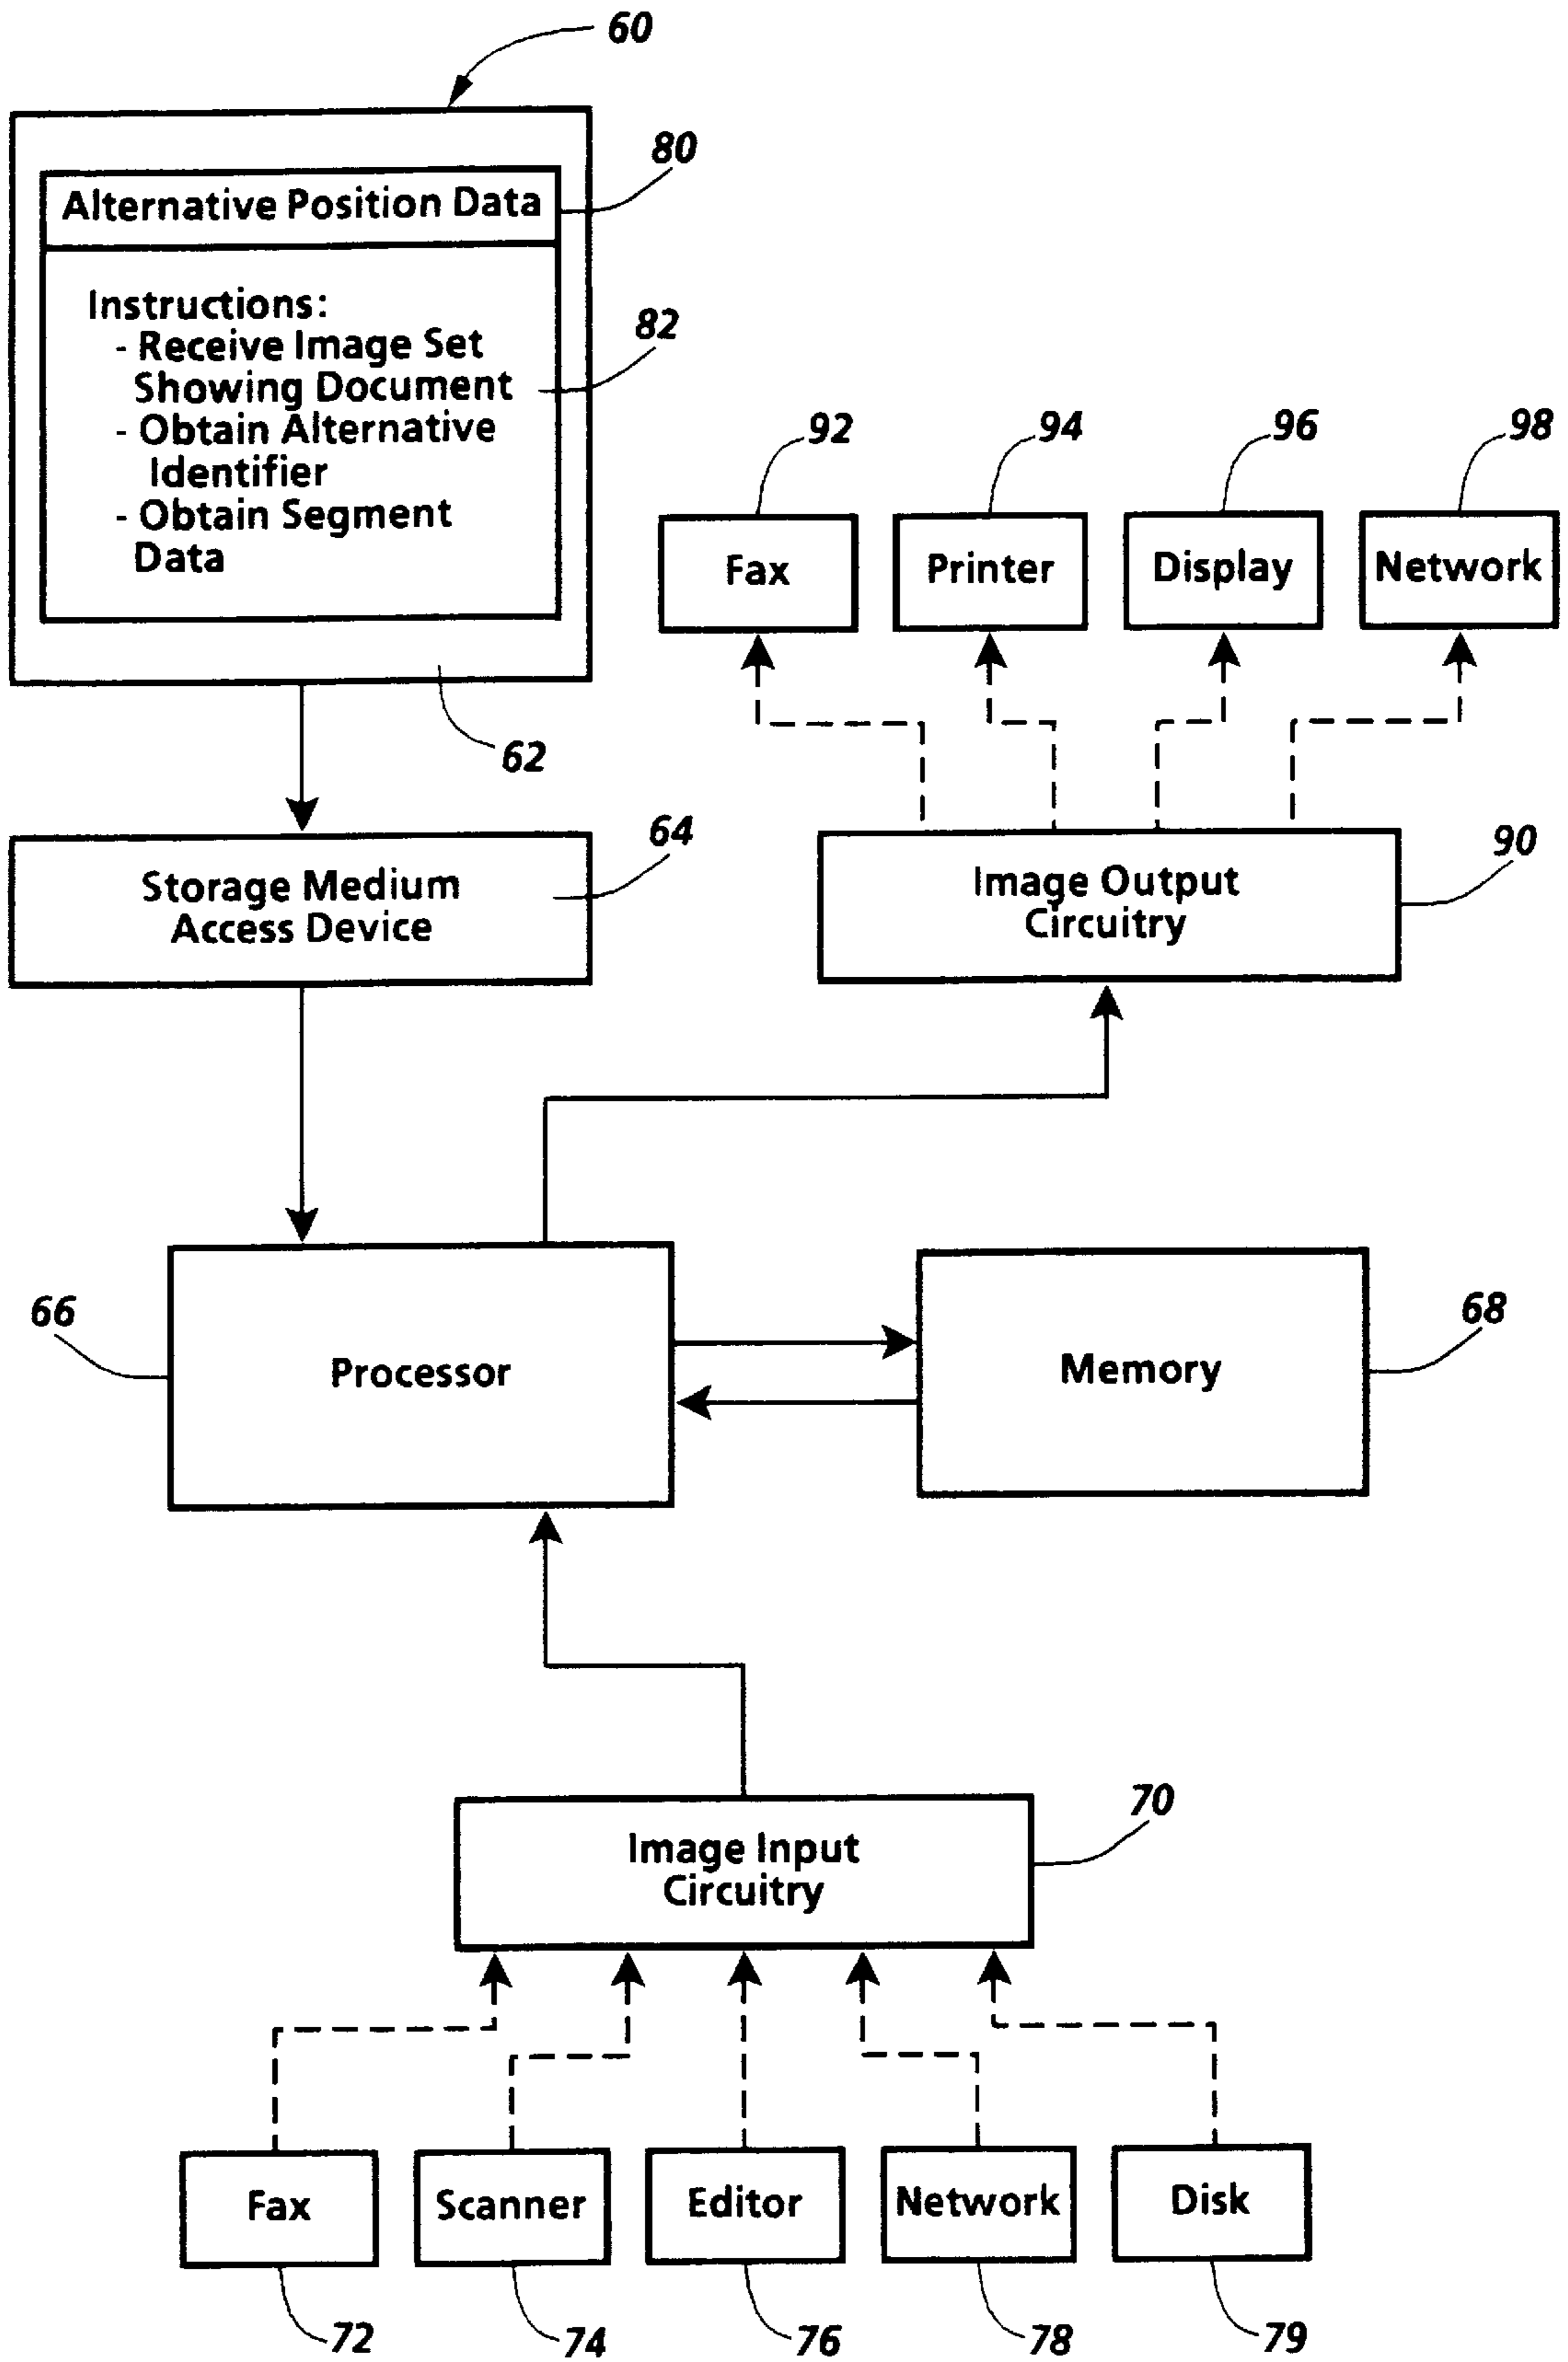 60
80
Alternative Position Data
Instructions:
- Receive Image Set
Showing Document
82
- Obtain Alternative
Identifier
- Obtain Segment
Data
62
92
94
96
98
Fax
Printer
Display
Network
64
Storage Medium
Access Device
90
Image Output
Circuitry
66
Processor
68
Memory
70
Image Input
Circuitry
Fax
Scanner
Editor
Network
Disk
72
74
76
78
79